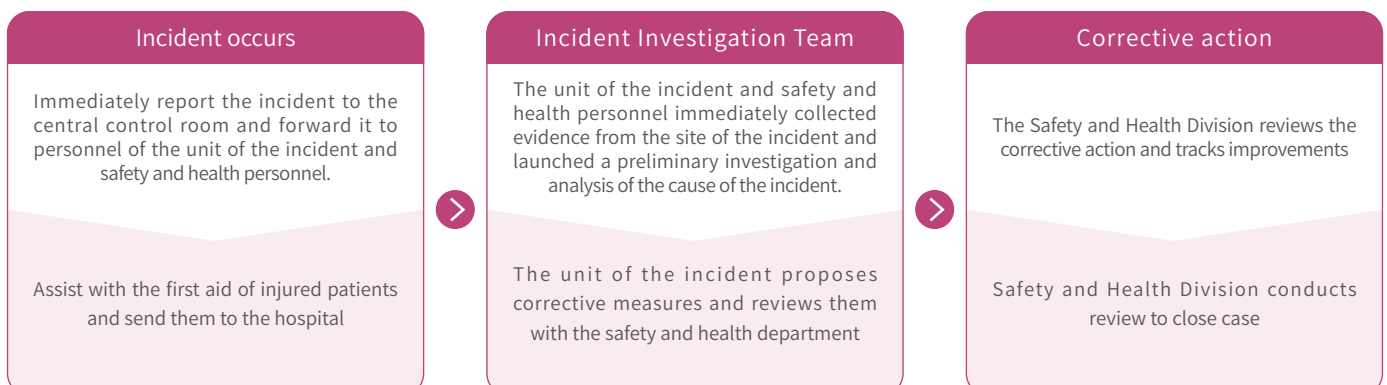 Incident occurs
Immediately report the incident to the
central control room and forward it to
personnel of the unit of the incident and
safety and health personnel.
Assist with the first aid of injured patients
and send them to the hospital
Incident Investigation Team
The unit of the incident and safety and
health personnel immediately collected
evidence from the site of the incident and
launched a preliminary investigation and
analysis of the cause of the incident.
The unit of the incident proposes
corrective measures and reviews them
with the safety and health department
Corrective action
The Safety and Health Division reviews the
corrective action and tracks improvements
Safety and Health Division conducts
review to close case